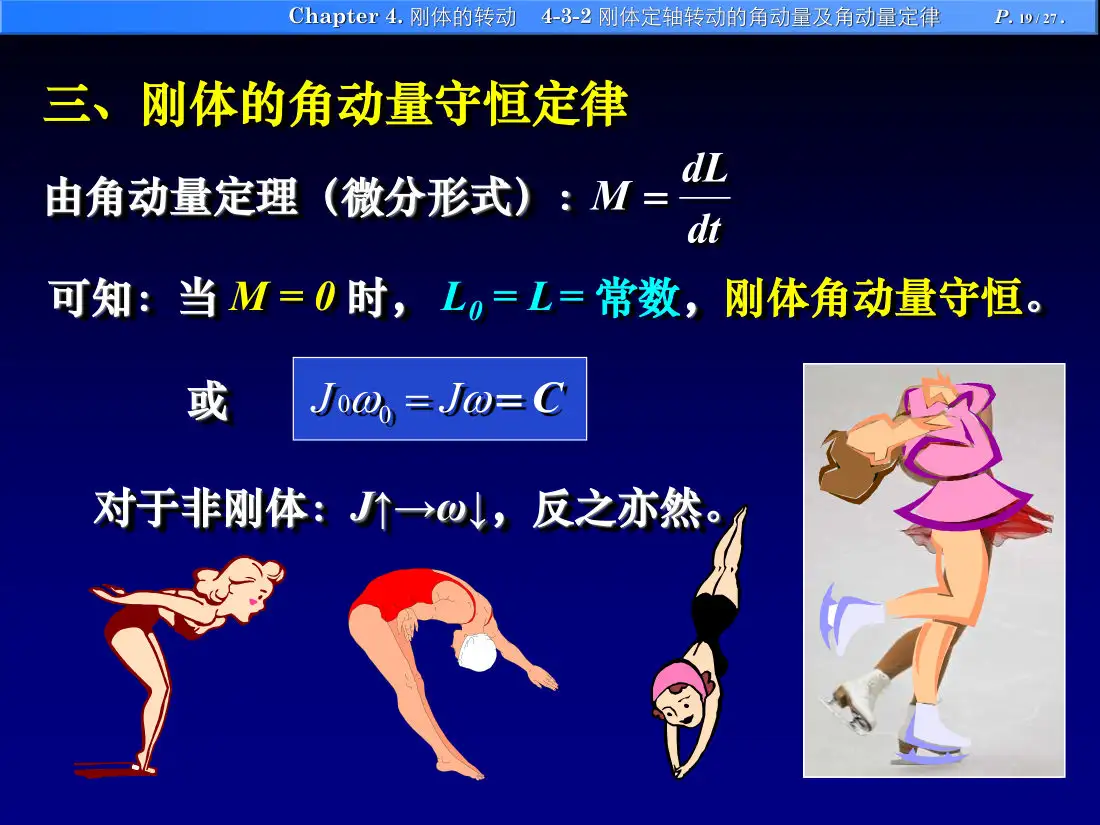 Chapter 4. 刚体的转动 4-3-2 刚体定轴转动的角动量及角动量定律 P. 19 / 27 .
三、刚体的角动量守恒定律
由角动量定理（微分形式）: M = dL/dt
可知：当 M = 0 时， L₀ = L = 常数，刚体角动量守恒。
或 J₀ω₀ = Jω = C
对于非刚体：J↑→ω↓，反之亦然。